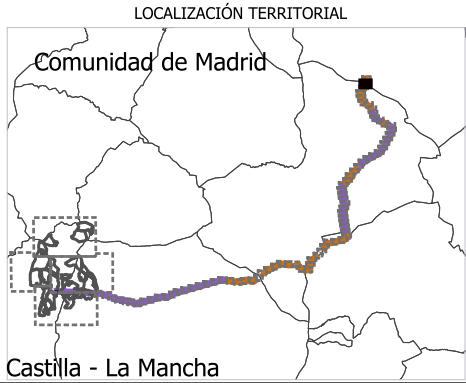 LOCALIZACIÓN TERRITORIAL
Comunidad de Madrid
Castilla - La Mancha